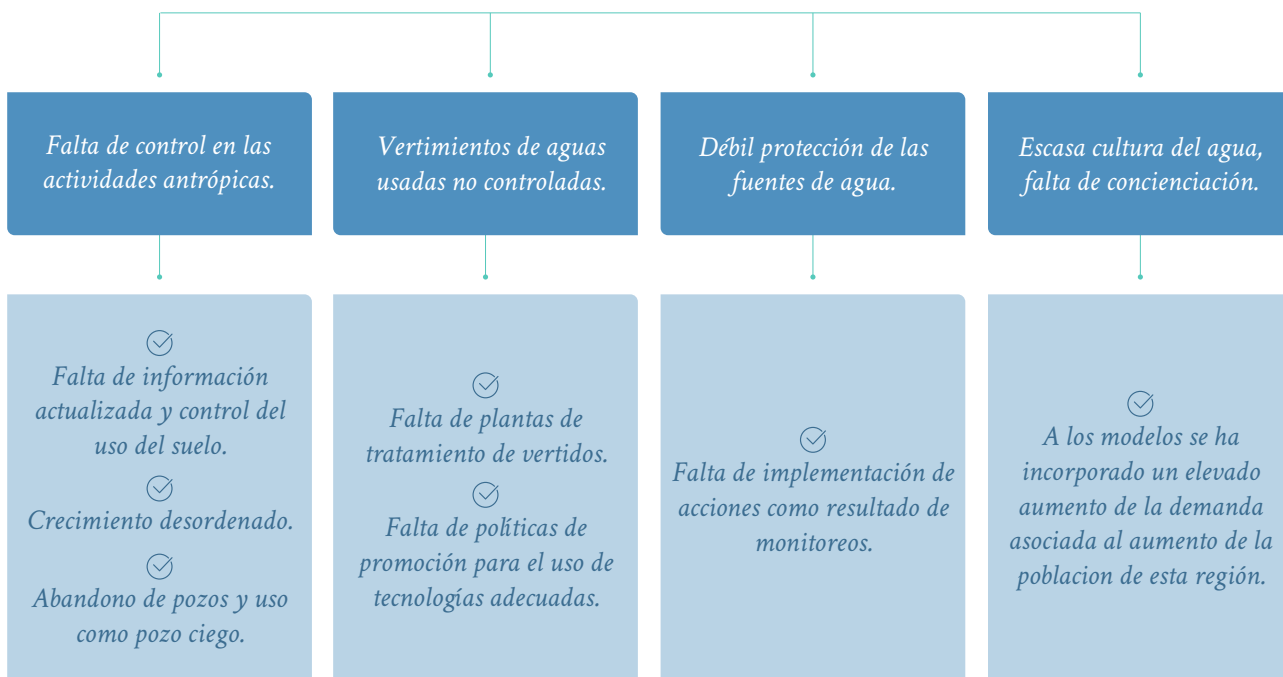 Falta de control en las
actividades antrópicas.
Falta de información
actualizada y control del
uso del suelo.
Crecimiento desordenado.
Abandono de pozos y uso
como pozo ciego.
Vertimientos de aguas
usadas no controladas.
Falta de plantas de
tratamiento de vertidos.
Falta de políticas de
promoción para el uso de
tecnologías adecuadas.
Débil protección de las
fuentes de agua.
Falta de implementación de
acciones como resultado de
monitoreos.
Escasa cultura del agua,
falta de concienciación.
A los modelos se ha
incorporado un elevado
aumento de la demanda
asociada al aumento de la
poblacion de esta región.